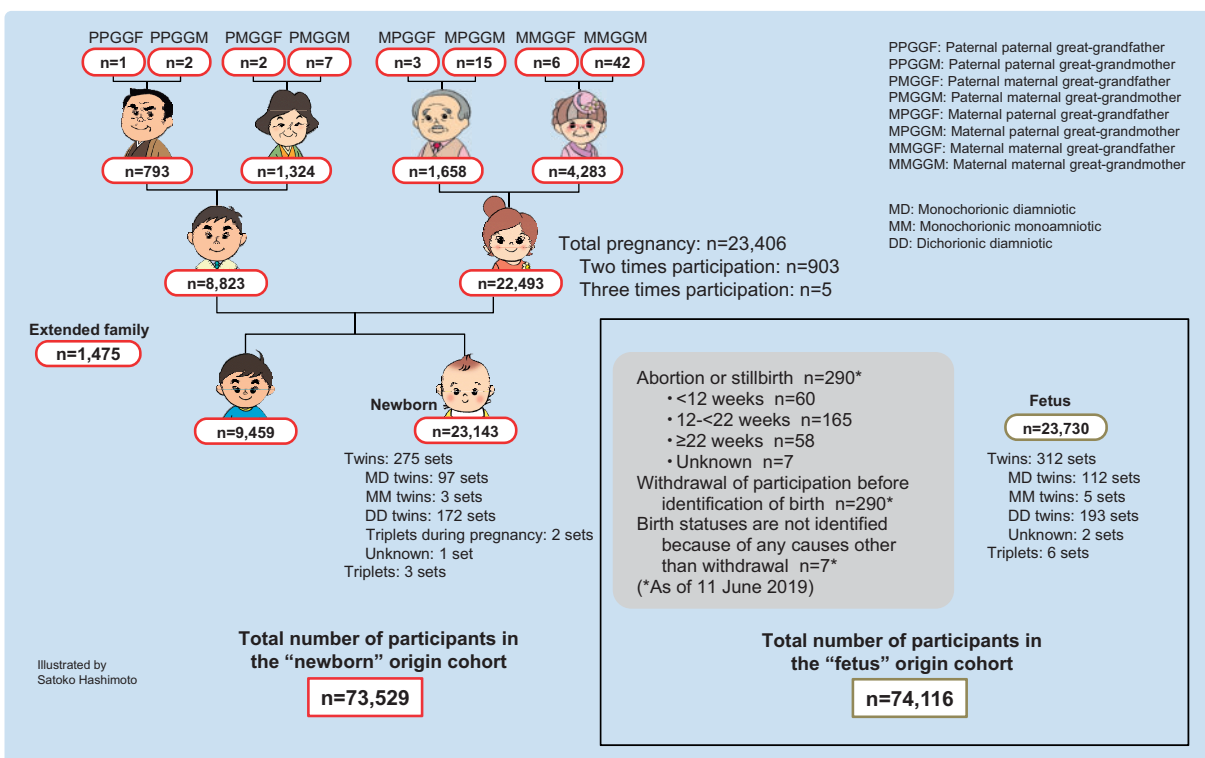 PPGGF PPGGM PMGGF PMGGM MPGGF MPGGM MMGGF MMGGM
n=1 n=2 n=2 n=7 n=3 n=15 n=6 n=42
n=793 n=1,324 n=1,658 n=4,283
PPGGF: Paternal paternal great-grandfather
PPGGM: Paternal paternal great-grandmother
PMGGF: Paternal maternal great-grandfather
PMGGM: Paternal maternal great-grandmother
MPGGF: Maternal paternal great-grandfather
MPGGM: Maternal paternal great-grandmother
MMGGF: Maternal maternal great-grandfather
MMGGM: Maternal maternal great-grandmother
MD: Monochorionic diamniotic
MM: Monochorionic monoamniotic
DD: Dichorionic diamniotic
n=8,823 n=22,493
Total pregnancy: n=23,406
Two times participation: n=903
Three times participation: n=5
Extended family
n=1,475
n=9,459
Newborn
n=23,143
Twins: 275 sets
MD twins: 97 sets
MM twins: 3 sets
DD twins: 172 sets
Triplets during pregnancy: 2 sets
Unknown: 1 set
Triplets: 3 sets
Abortion or stillbirth n=290*
・<12 weeks n=60
・12-<22 weeks n=165
・≥22 weeks n=58
・Unknown n=7
Withdrawal of participation before
identification of birth n=290*
Birth statuses are not identified
because of any causes other
than withdrawal n=7*
(*As of 11 June 2019)
Fetus
n=23,730
Twins: 312 sets
MD twins: 112 sets
MM twins: 5 sets
DD twins: 193 sets
Unknown: 2 sets
Triplets: 6 sets
Illustrated by
Satoko Hashimoto
Total number of participants in
the “newborn” origin cohort
n=73,529
Total number of participants in
the “fetus” origin cohort
n=74,116